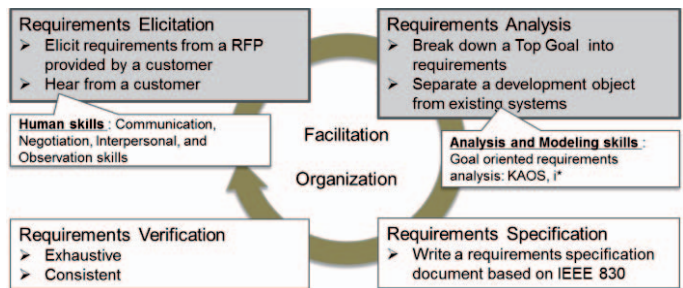 Requirements Elicitation
➤ Elicit requirements from a RFP
provided by a customer
➤ Hear from a customer
Human skills : Communication,
Negotiation, Interpersonal, and
Observation skills
Requirements Analysis
➤ Break down a Top Goal into
requirements
➤ Separate a development object
from existing systems
Analysis and Modeling skills :
Goal oriented requirements
analysis: KAOS, i*
Facilitation
Organization
Requirements Verification
➤ Exhaustive
➤ Consistent
Requirements Specification
➤ Write a requirements specification
document based on IEEE 830